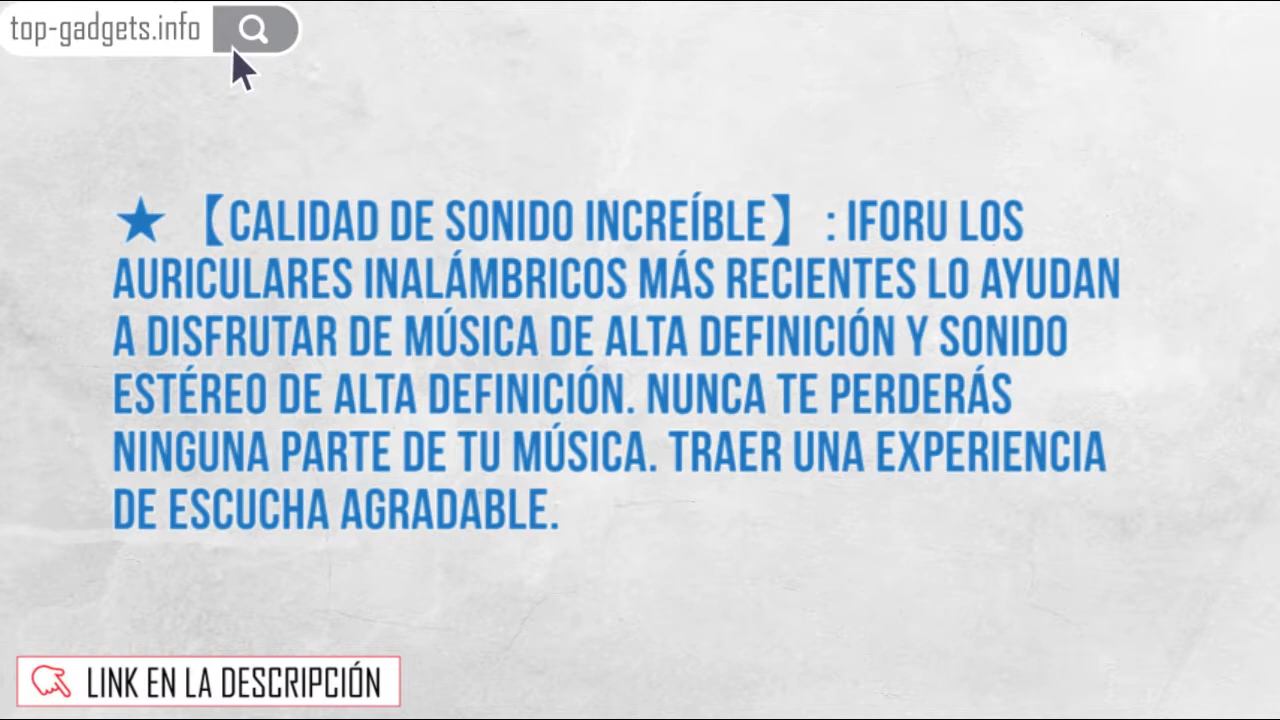 top-gadgets.info
★ 【CALIDAD DE SONIDO INCREÍBLE】 : IFORU LOS
AURICULARES INALÁMBRICOS MÁS RECIENTES LO AYUDAN
A DISFRUTAR DE MÚSICA DE ALTA DEFINICIÓN Y SONIDO
ESTÉREO DE ALTA DEFINICIÓN. NUNCA TE PERDERÁS
NINGUNA PARTE DE TU MÚSICA. TRAER UNA EXPERIENCIA
DE ESCUCHA AGRADABLE.
LINK EN LA DESCRIPCIÓN